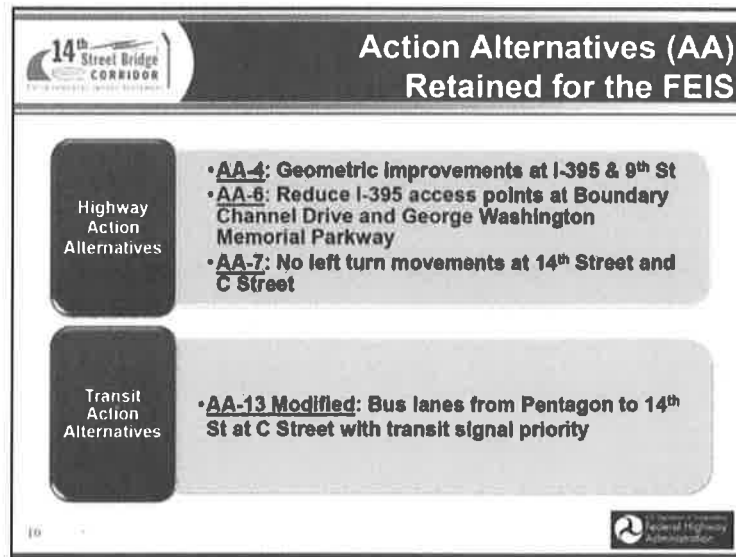 14th
Street Bridge
CORRIDOR
Action Alternatives (AA)
Retained for the FEIS
Highway
Action
Alternatives
•AA-4: Geometric improvements at I-395 & 9th St
•AA-6: Reduce I-395 access points at Boundary
Channel Drive and George Washington
Memorial Parkway
•AA-7: No left turn movements at 14th Street and
C Street
Transit
Action
Alternatives
•AA-13 Modified: Bus lanes from Pentagon to 14th
St at C Street with transit signal priority
Federal Highway
Administration